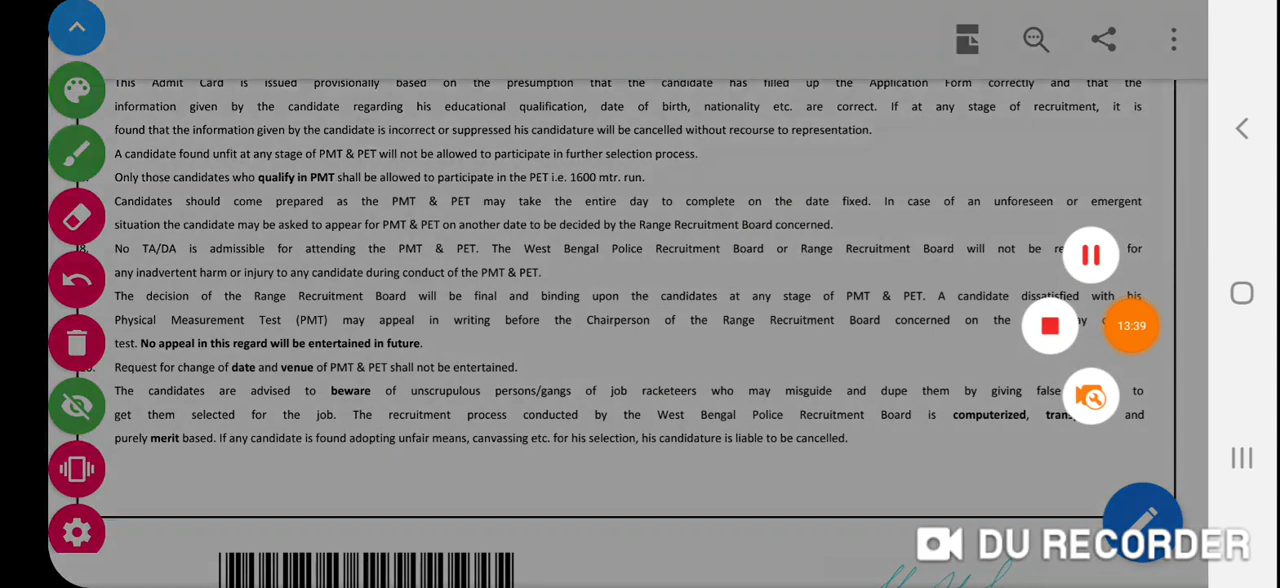 This Admit Card is issued provisionally based on the presumption that the candidate has filled up the Application Form correctly and that the
information given by the candidate regarding his educational qualification, date of birth, nationality etc. are correct. If at any stage of recruitment, it is
found that the information given by the candidate is incorrect or suppressed his candidature will be cancelled without recourse to representation.
A candidate found unfit at any stage of PMT & PET will not be allowed to participate in further selection process.
Only those candidates who qualify in PMT shall be allowed to participate in the PET i.e. 1600 mtr. run.
Candidates should come prepared as the PMT & PET may take the entire day to complete on the date fixed. In case of an unforeseen or emergent
situation the candidate may be asked to appear for PMT & PET on another date to be decided by the Range Recruitment Board concerned.
No TA/DA is admissible for attending the PMT & PET. The West Bengal Police Recruitment Board or Range Recruitment Board will not be for
any inadvertent harm or injury to any candidate during conduct of the PMT & PET.
The decision of the Range Recruitment Board will be final and binding upon the candidates at any stage of PMT & PET. A candidate dissatisfied with his
Physical Measurement Test (PMT) may appeal in writing before the Chairperson of the Range Recruitment Board concerned on the
13:39
test. No appeal in this regard will be entertained in future.
Request for change of date and venue of PMT & PET shall not be entertained.
The candidates are advised to beware of unscrupulous persons/gangs of job racketeers who may misguide and dupe them by giving false to
get them selected for the job. The recruitment process conducted by the West Bengal Police Recruitment Board is computerized, and
purely merit based. If any candidate is found adopting unfair means, canvassing etc. for his selection, his candidature is liable to be cancelled.
DU RECORDER